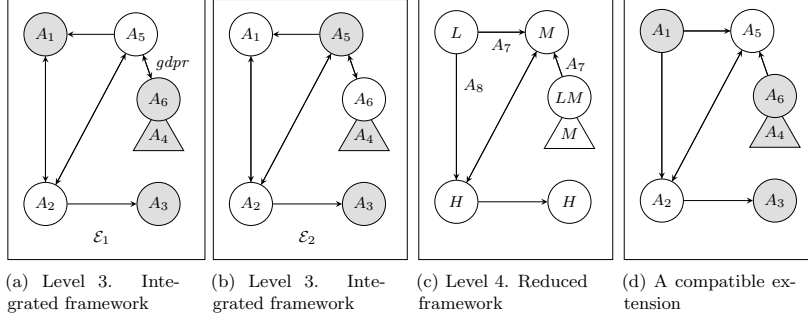 A1 A5
gdpr
A6
A4
A2 A3
ℰ1
A1 A5
A6
A4
A2 A3
ℰ2
L M
A7
A8 A7
LM
M
H H
A1 A5
A6
A4
A2 A3
(a) Level 3. Inte-
grated framework
(b) Level 3. Inte-
grated framework
(c) Level 4. Reduced
framework
(d) A compatible ex-
tension